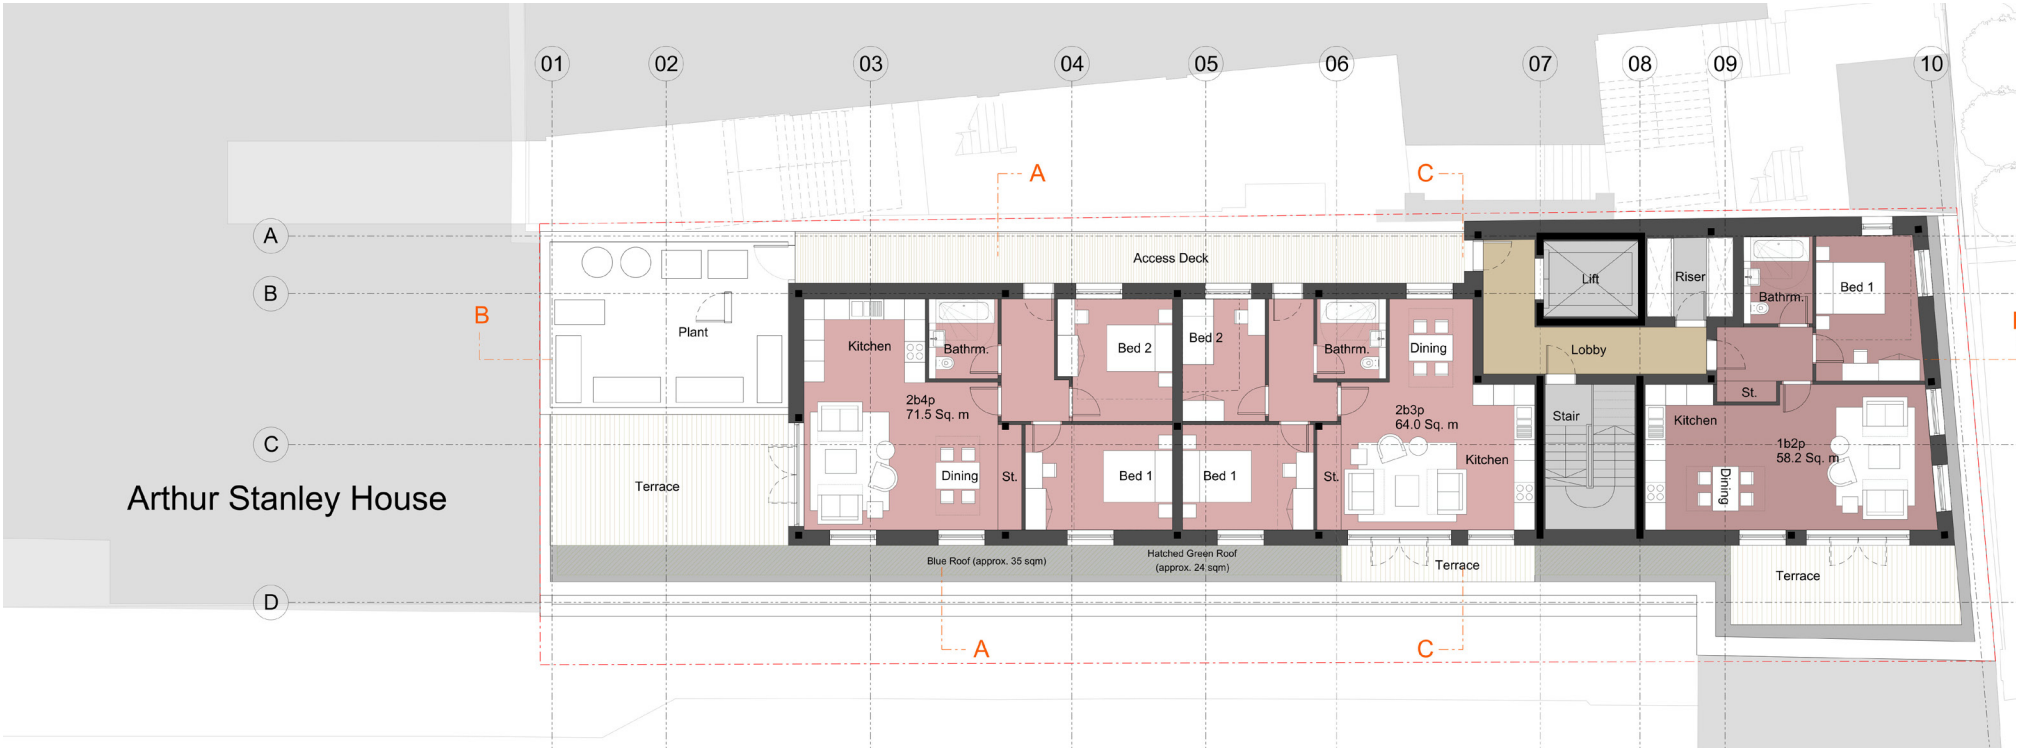 01
02
03
04
05
06
07
08
09
10
A
C
A
Access Deck
Lift
Riser
Bathrm.
Bed 1
B
B
Plant
Kitchen
Bathrm.
Bed 2
Bed 2
Bathrm.
Dining
Lobby
2b4p
71.5 Sq. m
2b3p
64.0 Sq. m
Stair
St.
Kitchen
C
Kitchen
1b2p
58.2 Sq. m
Arthur Stanley House
Terrace
Dining
St.
Bed 1
Bed 1
St.
Dining
Blue Roof (approx. 35 sqm)
Hatched Green Roof
(approx. 24 sqm)
Terrace
Terrace
D
A
C